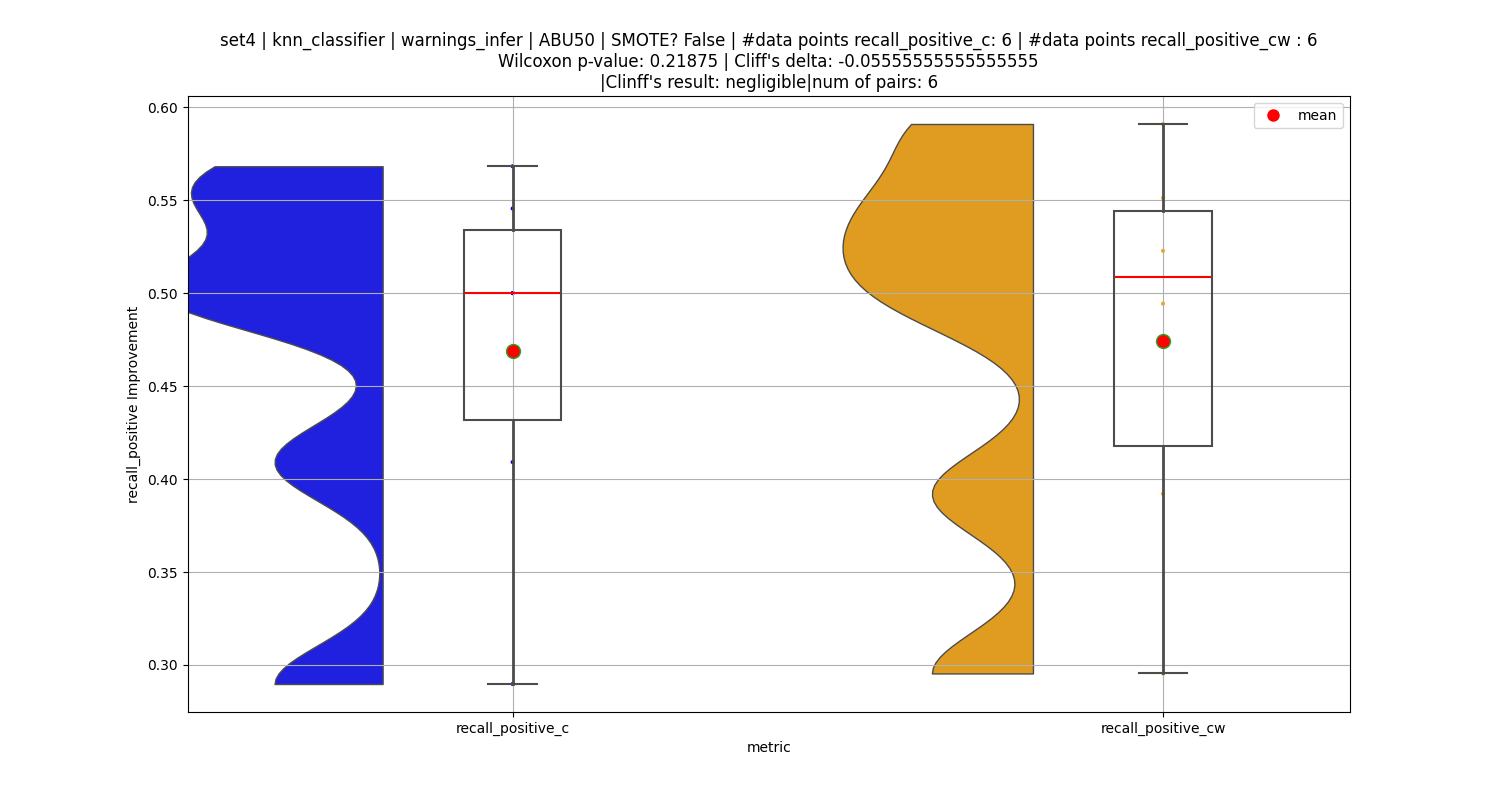 set4 | knn_classifier | warnings_infer | ABU50 | SMOTE? False | #data points recall_positive_c: 6 | #data points recall_positive_cw : 6
Wilcoxon p-value: 0.21875 | Cliff's delta: -0.05555555555555555
|Clinff's result: negligible|num of pairs: 6
mean
0.60
0.55
0.50
0.45
0.40
0.35
0.30
recall_positive Improvement
recall_positive_c
recall_positive_cw
metric